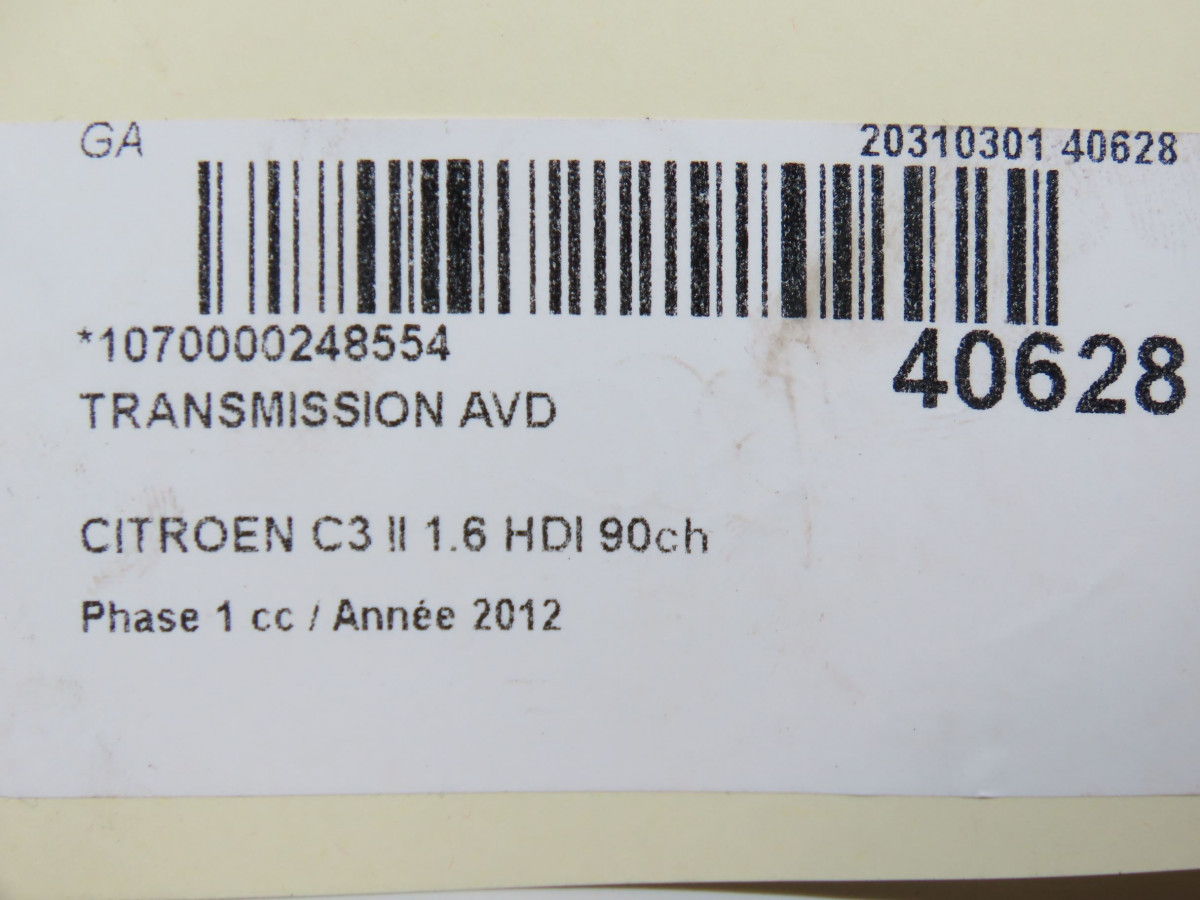 GA
20310301 40628
*1070000248554
40628
TRANSMISSION AVD
CITROEN C3 II 1.6 HDI 90ch
Phase 1 cc / Année 2012